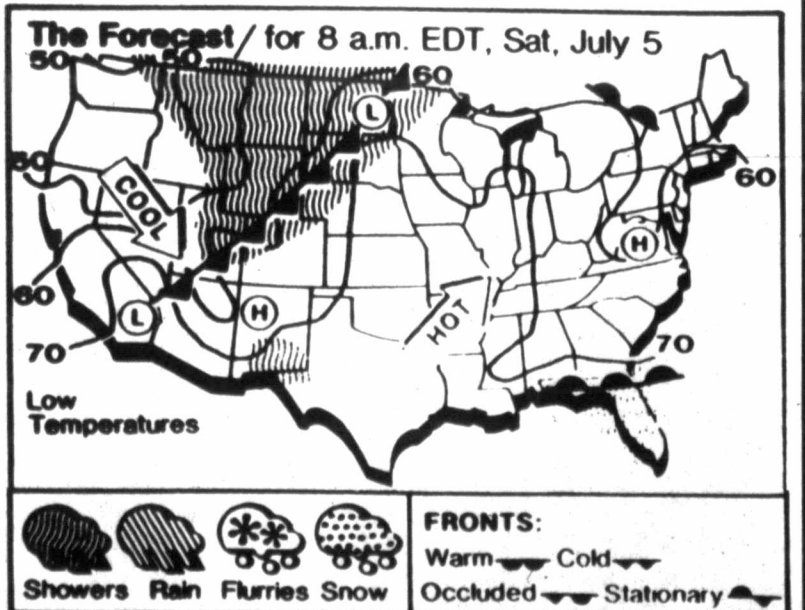 The Forecast / for 8 a.m. EDT, Sat, July 5
50 50 60
L
50
COOL
60
H
60
L
H
HOT
70
70
Low
Temperatures
Showers Rain Flurries Snow
FRONTS:
Warm Cold
Occluded Stationary